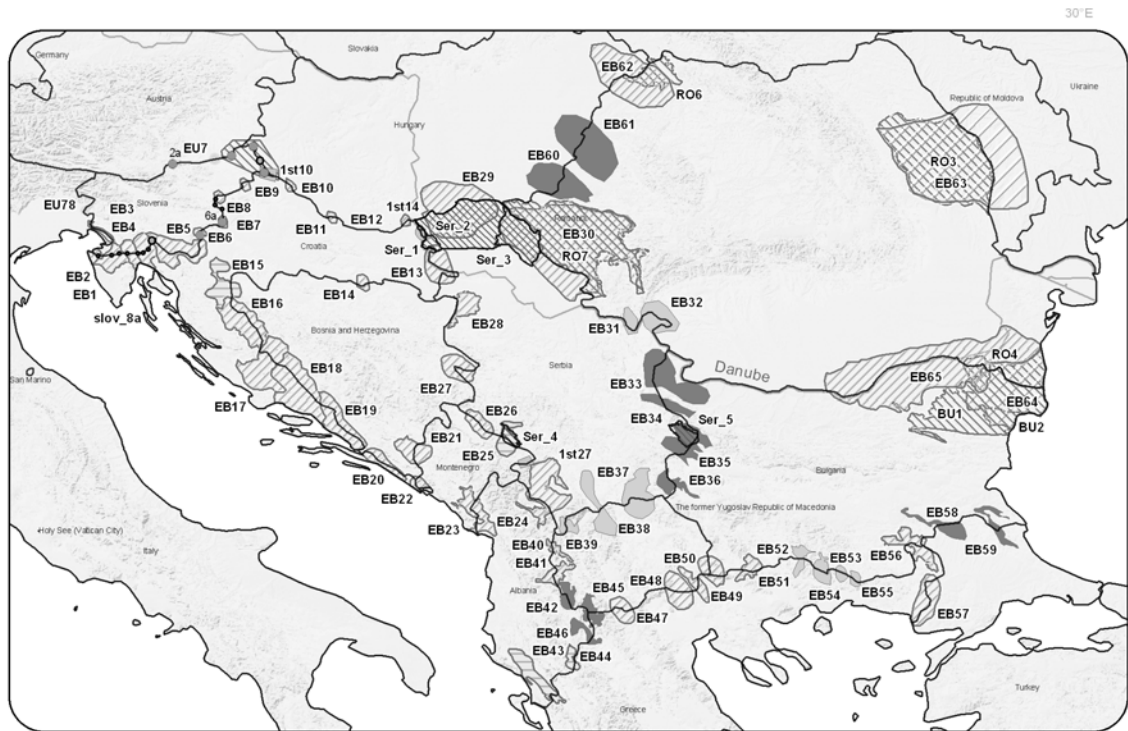 30°E
Germany
Slovakia
Ukraine
Austria
Republic of Moldova
Hungary
EB62
RO6
EB61
2a
EU7
1st10
EB60
RO3
EB63
EB9
EB10
EB29
EU78
EB3
Slovenia
EB4
EB8
6a
EB7
EB5
EB6
EB11
EB12
1st14
Croatia
Ser_2
Ser_1
Ser_3
Romania
EB30
RO7
EB2
EB1
EB15
EB13
EB14
slov_8a
EB16
EB28
EB31
EB32
Bosnia and Herzegovina
San Marino
Serbia
EB18
EB17
EB27
EB33
Danube
RO4
EB65
EB64
BU1
BU2
EB19
EB26
EB34
Ser_5
Ser_4
EB21
EB25
1st27
EB35
Montenegro
EB20
EB22
EB37
EB36
Bulgaria
The former Yugoslav Republic of Macedonia
Holy See (Vatican City)
Italy
EB23
EB24
EB38
EB39
EB40
EB41
EB58
EB59
EB56
EB50
EB52
EB53
EB51
EB54
EB55
EB49
EB48
EB45
EB47
Albania
EB42
EB46
EB43
EB44
EB57
Greece
Turkey